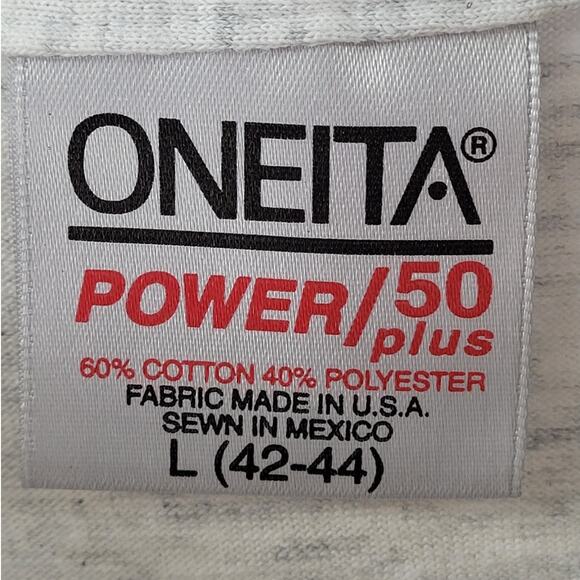 ONEITA®
POWER/50
plus
60% COTTON 40% POLYESTER
FABRIC MADE IN U.S.A.
SEWN IN MEXICO
L (42-44)